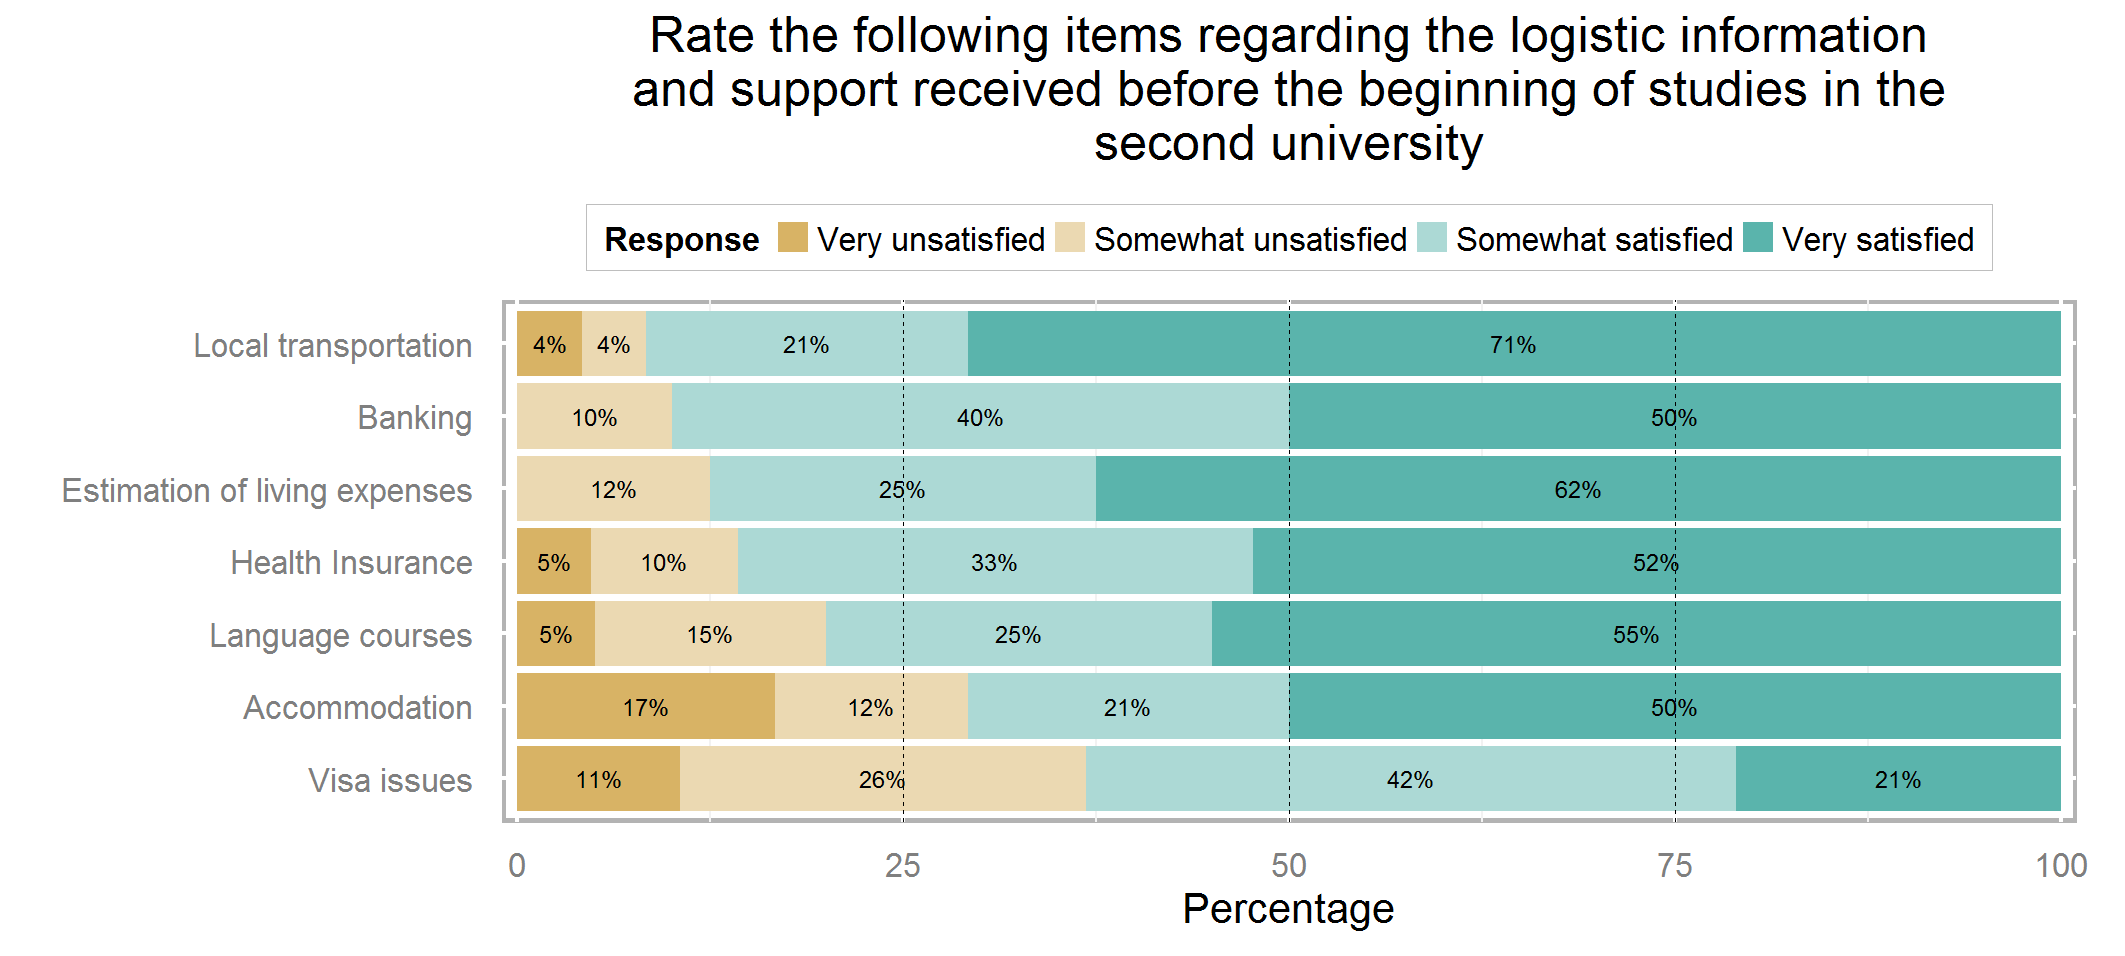 Rate the following items regarding the logistic information
and support received before the beginning of studies in the
second university
Response Very unsatisfied Somewhat unsatisfied Somewhat satisfied Very satisfied
Local transportation 4% 4% 21% 71%
Banking 10% 40% 50%
Estimation of living expenses 12% 25% 62%
Health Insurance 5% 10% 33% 52%
Language courses 5% 15% 25% 55%
Accommodation 17% 12% 21% 50%
Visa issues 11% 26% 42% 21%
0 25 50 75 100
Percentage